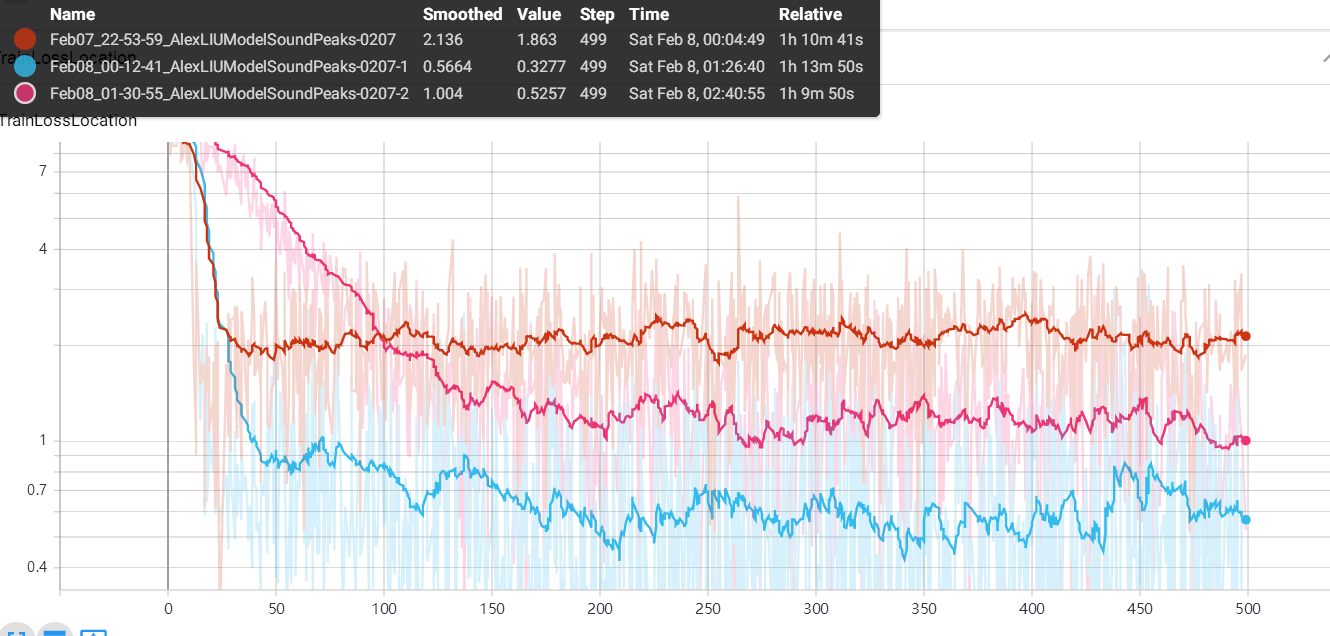 Name Smoothed Value Step Time Relative
Feb07_22-53-59_AlexLIUModelSoundPeaks-0207 2.136 1.863 499 Sat Feb 8, 00:04:49 1h 10m 41s
TrainLossLocation
Feb08_00-12-41_AlexLIUModelSoundPeaks-0207-1 0.5664 0.3277 499 Sat Feb 8, 01:26:40 1h 13m 50s
Feb08_01-30-55_AlexLIUModelSoundPeaks-0207-2 1.004 0.5257 499 Sat Feb 8, 02:40:55 1h 9m 50s
TrainLossLocation
7
4
1
0.7
0.4
0 50 100 150 200 250 300 350 400 450 500